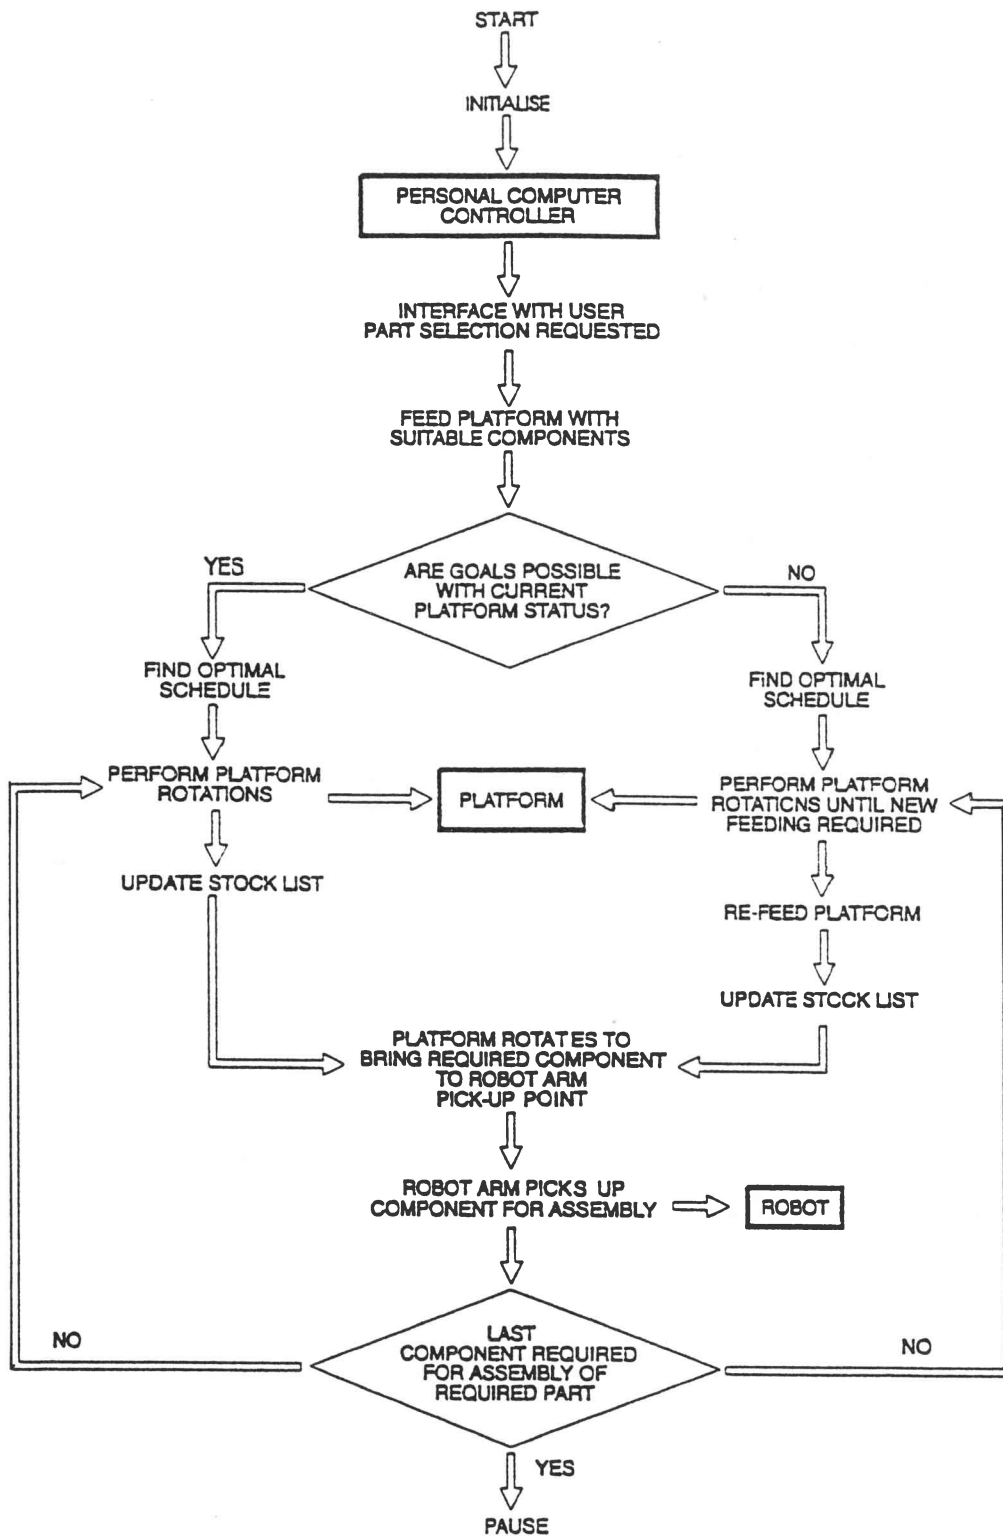 START
INITIALISE
PERSONAL COMPUTER
CONTROLLER
INTERFACE WITH USER
PART SELECTION REQUESTED
FEED PLATFORM WITH
SUITABLE COMPONENTS
YES
ARE GOALS POSSIBLE
WITH CURRENT
PLATFORM STATUS?
NO
FIND OPTIMAL
SCHEDULE
FIND OPTIMAL
SCHEDULE
PERFORM PLATFORM
ROTATIONS
PLATFORM
PERFORM PLATFORM
ROTATIONS UNTIL NEW
FEEDING REQUIRED
UPDATE STOCK LIST
RE-FEED PLATFORM
UPDATE STOCK LIST
PLATFORM ROTATES TO
BRING REQUIRED COMPONENT
TO ROBOT ARM
PICK-UP POINT
ROBOT ARM PICKS UP
COMPONENT FOR ASSEMBLY
ROBOT
NO
LAST
COMPONENT REQUIRED
FOR ASSEMBLY OF
REQUIRED PART
NO
YES
PAUSE